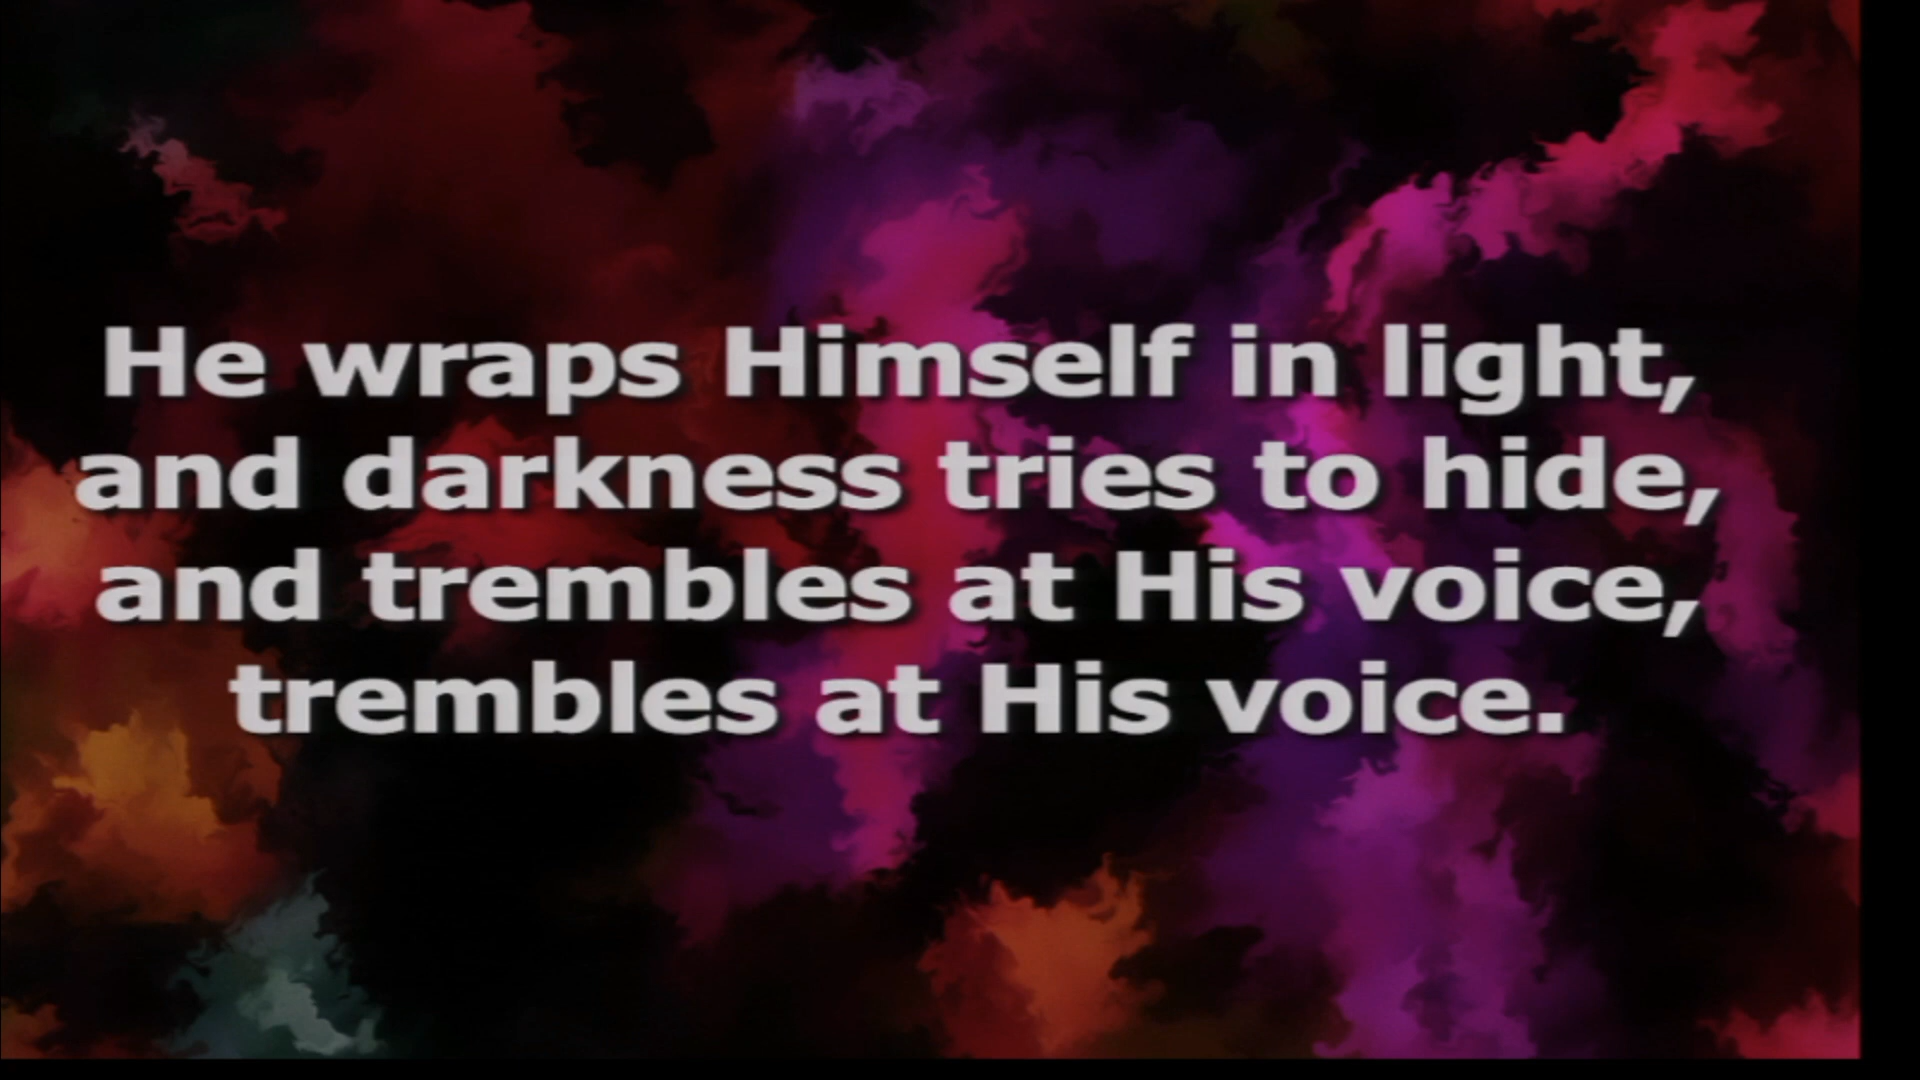 He wraps Himself in light,
and darkness tries to hide,
and trembles at His voice,
trembles at His voice.